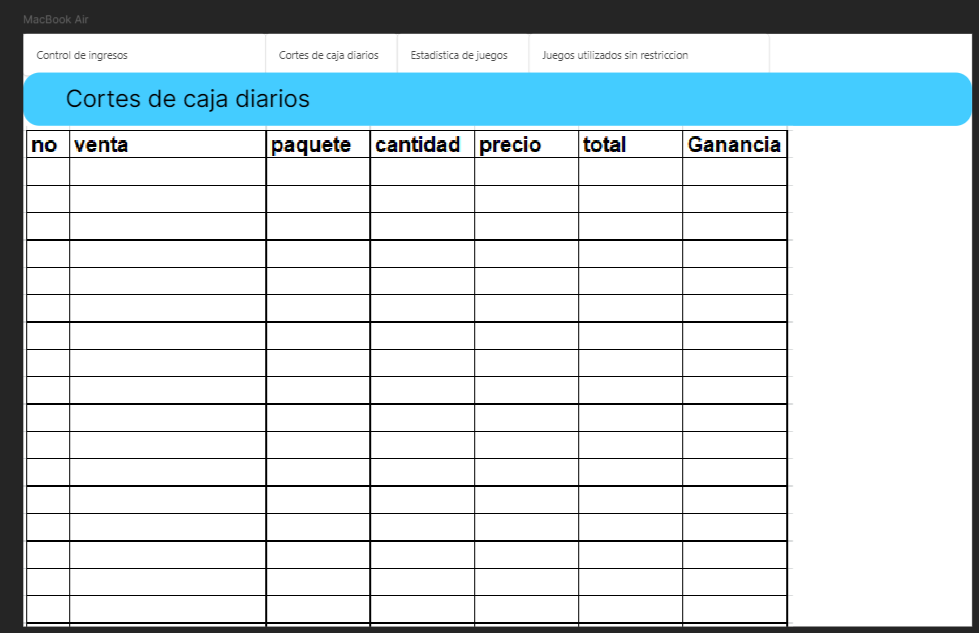 MacBook Air
Control de ingresos Cortes de caja diarios Estadistica de juegos Juegos utilizados sin restriccion
Cortes de caja diarios
no venta paquete cantidad precio total Ganancia